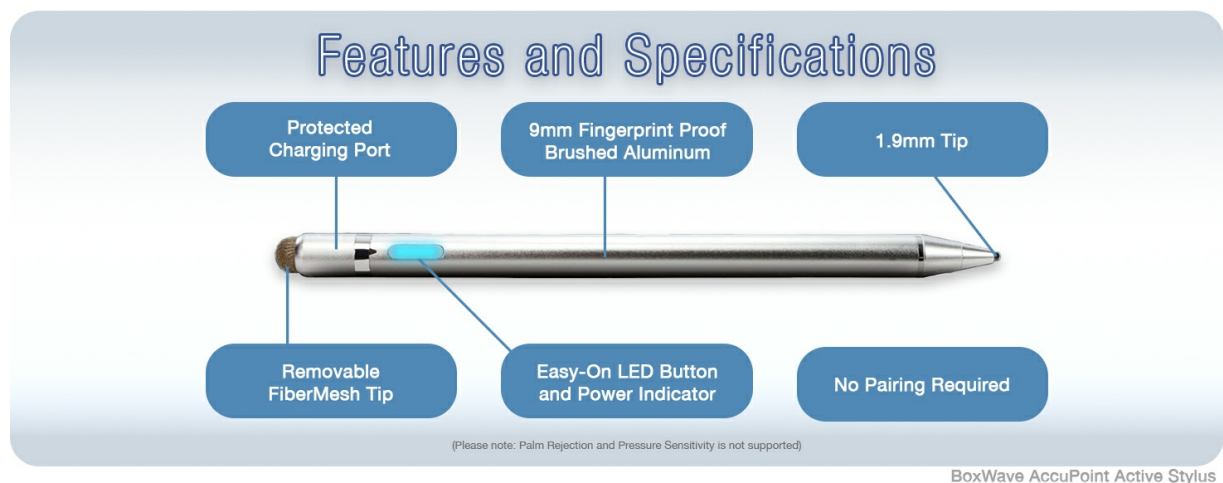 Features and Specifications
Protected
Charging Port
9mm Fingerprint Proof
Brushed Aluminum
1.9mm Tip
Removable
FiberMesh Tip
Easy-On LED Button
and Power Indicator
No Pairing Required
(Please note: Palm Rejection and Pressure Sensitivity is not supported)
BoxWave AccuPoint Active Stylus